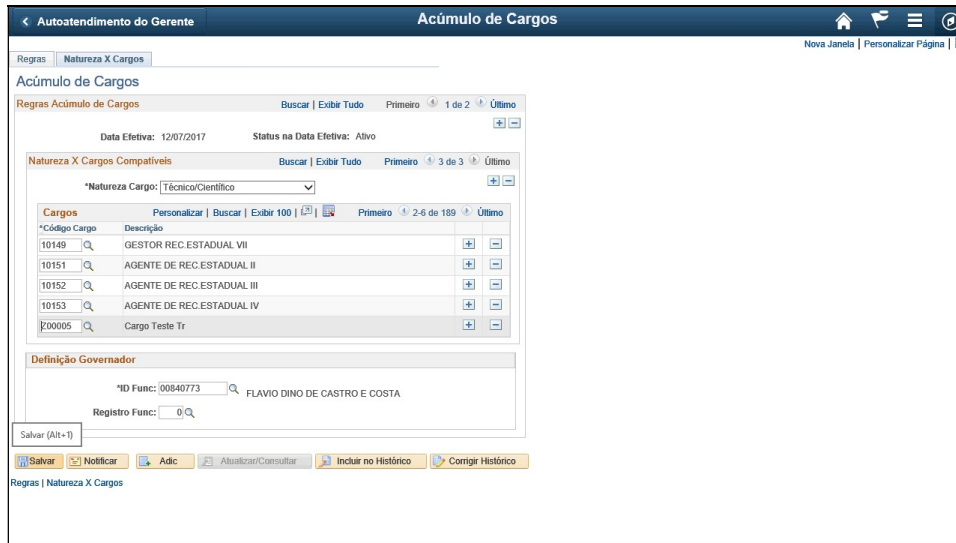 Autoatendimento do Gerente Acúmulo de Cargos
Nova Janela | Personalizar Página |
Regras Natureza X Cargos
Acúmulo de Cargos
Regras Acúmulo de Cargos Buscar | Exibir Tudo Primeiro 1 de 2 Último
Data Efetiva: 12/07/2017 Status na Data Efetiva: Ativo
Natureza X Cargos Compatíveis Buscar | Exibir Tudo Primeiro 3 de 3 Último
*Natureza Cargo: Técnico/Científico
Cargos Personalizar | Buscar | Exibir 100 | | Primeiro 2-6 de 189 Último
*Código Cargo Descrição
10149 GESTOR REC.ESTADUAL VII
10151 AGENTE DE REC.ESTADUAL II
10152 AGENTE DE REC.ESTADUAL III
10153 AGENTE DE REC.ESTADUAL IV
Z00005 Cargo Teste Tr
Definição Governador
*ID Func: 00840773 FLAVIO DINO DE CASTRO E COSTA
Registro Func: 0
Salvar (Alt+1)
Salvar Notificar Adic Atualizar/Consultar Incluir no Histórico Corrigir Histórico
Regras | Natureza X Cargos